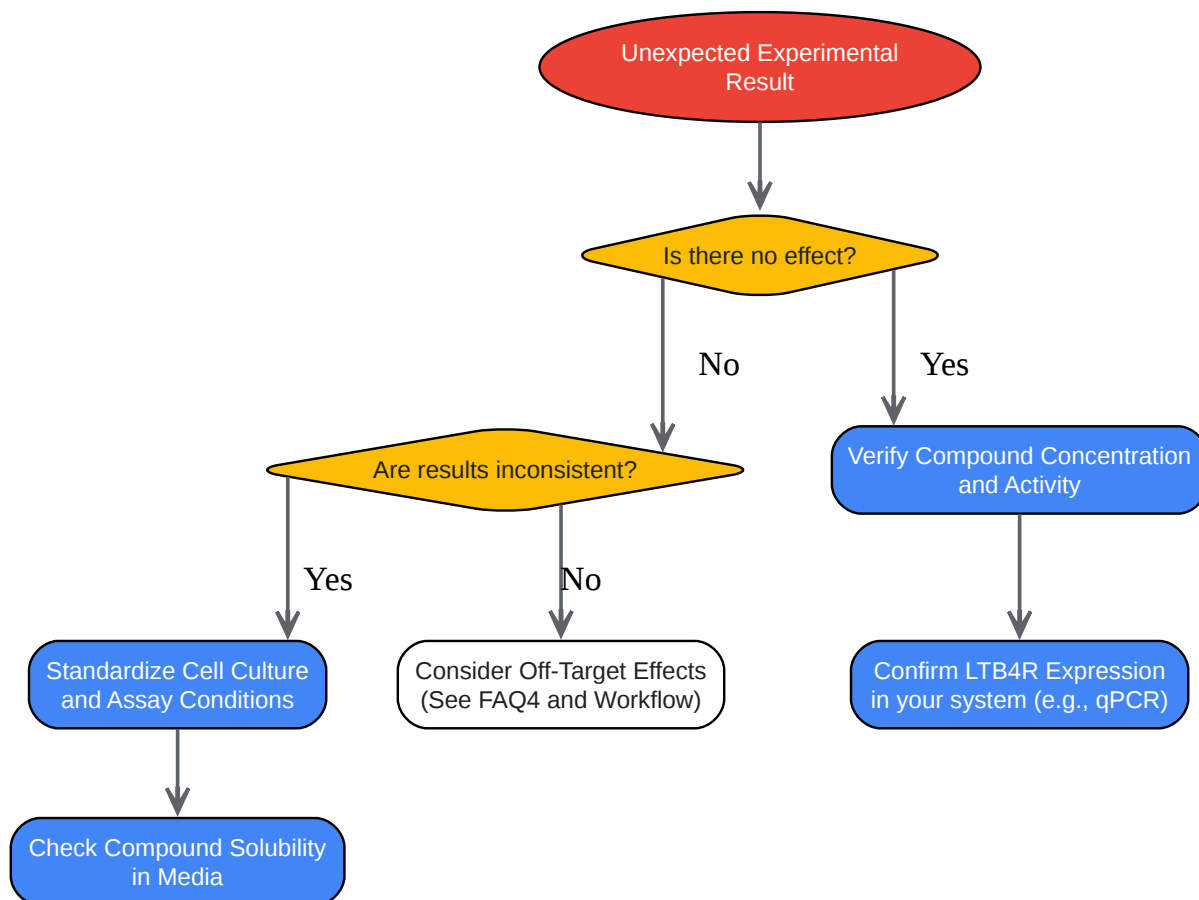 Unexpected Experimental
Result
Is there no effect?
No
Yes
Are results inconsistent?
Verify Compound Concentration
and Activity
Yes
No
Standardize Cell Culture
and Assay Conditions
Consider Off-Target Effects
(See FAQ4 and Workflow)
Confirm LTB4R Expression
in your system (e.g., qPCR)
Check Compound Solubility
in Media